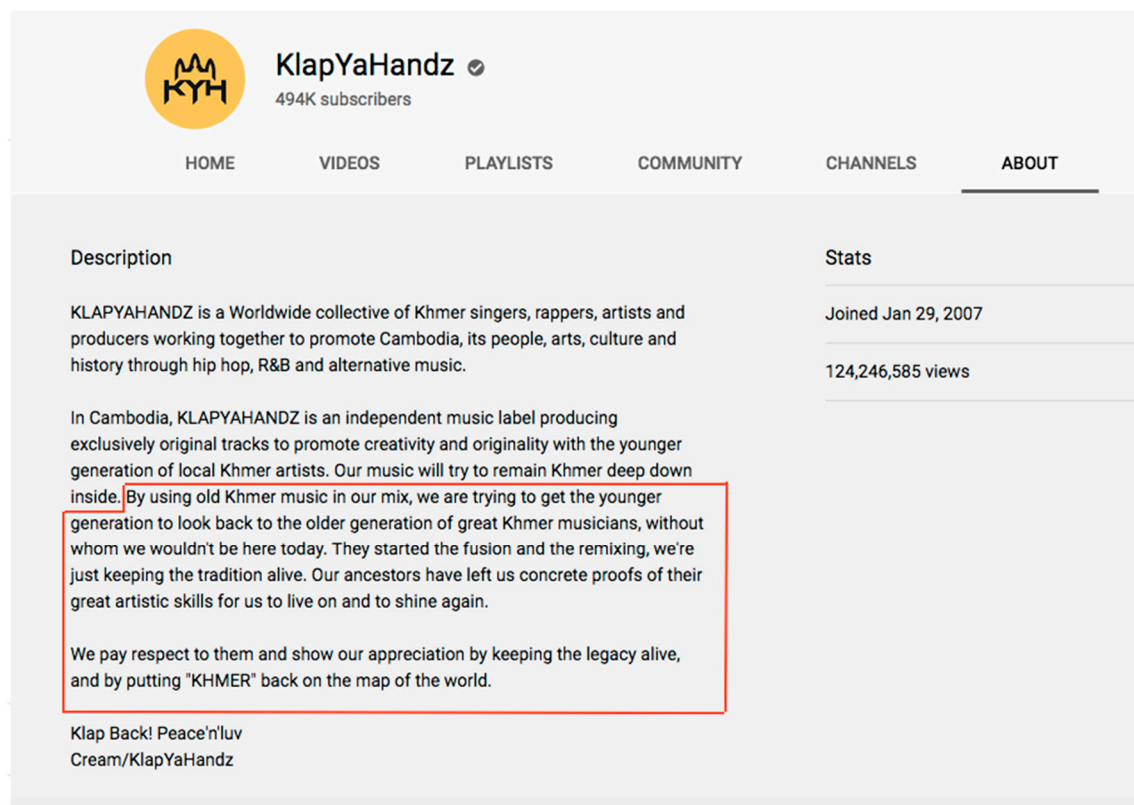 KYH
KlapYaHandz
494K subscribers
HOME VIDEOS PLAYLISTS COMMUNITY CHANNELS ABOUT
Description
KLAPYAHANDZ is a Worldwide collective of Khmer singers, rappers, artists and
producers working together to promote Cambodia, its people, arts, culture and
history through hip hop, R&B and alternative music.
In Cambodia, KLAPYAHANDZ is an independent music label producing
exclusively original tracks to promote creativity and originality with the younger
generation of local Khmer artists. Our music will try to remain Khmer deep down
inside. By using old Khmer music in our mix, we are trying to get the younger
generation to look back to the older generation of great Khmer musicians, without
whom we wouldn't be here today. They started the fusion and the remixing, we're
just keeping the tradition alive. Our ancestors have left us concrete proofs of their
great artistic skills for us to live on and to shine again.
We pay respect to them and show our appreciation by keeping the legacy alive,
and by putting "KHMER" back on the map of the world.
Klap Back! Peace'n'luv
Cream/KlapYaHandz
Stats
Joined Jan 29, 2007
124,246,585 views